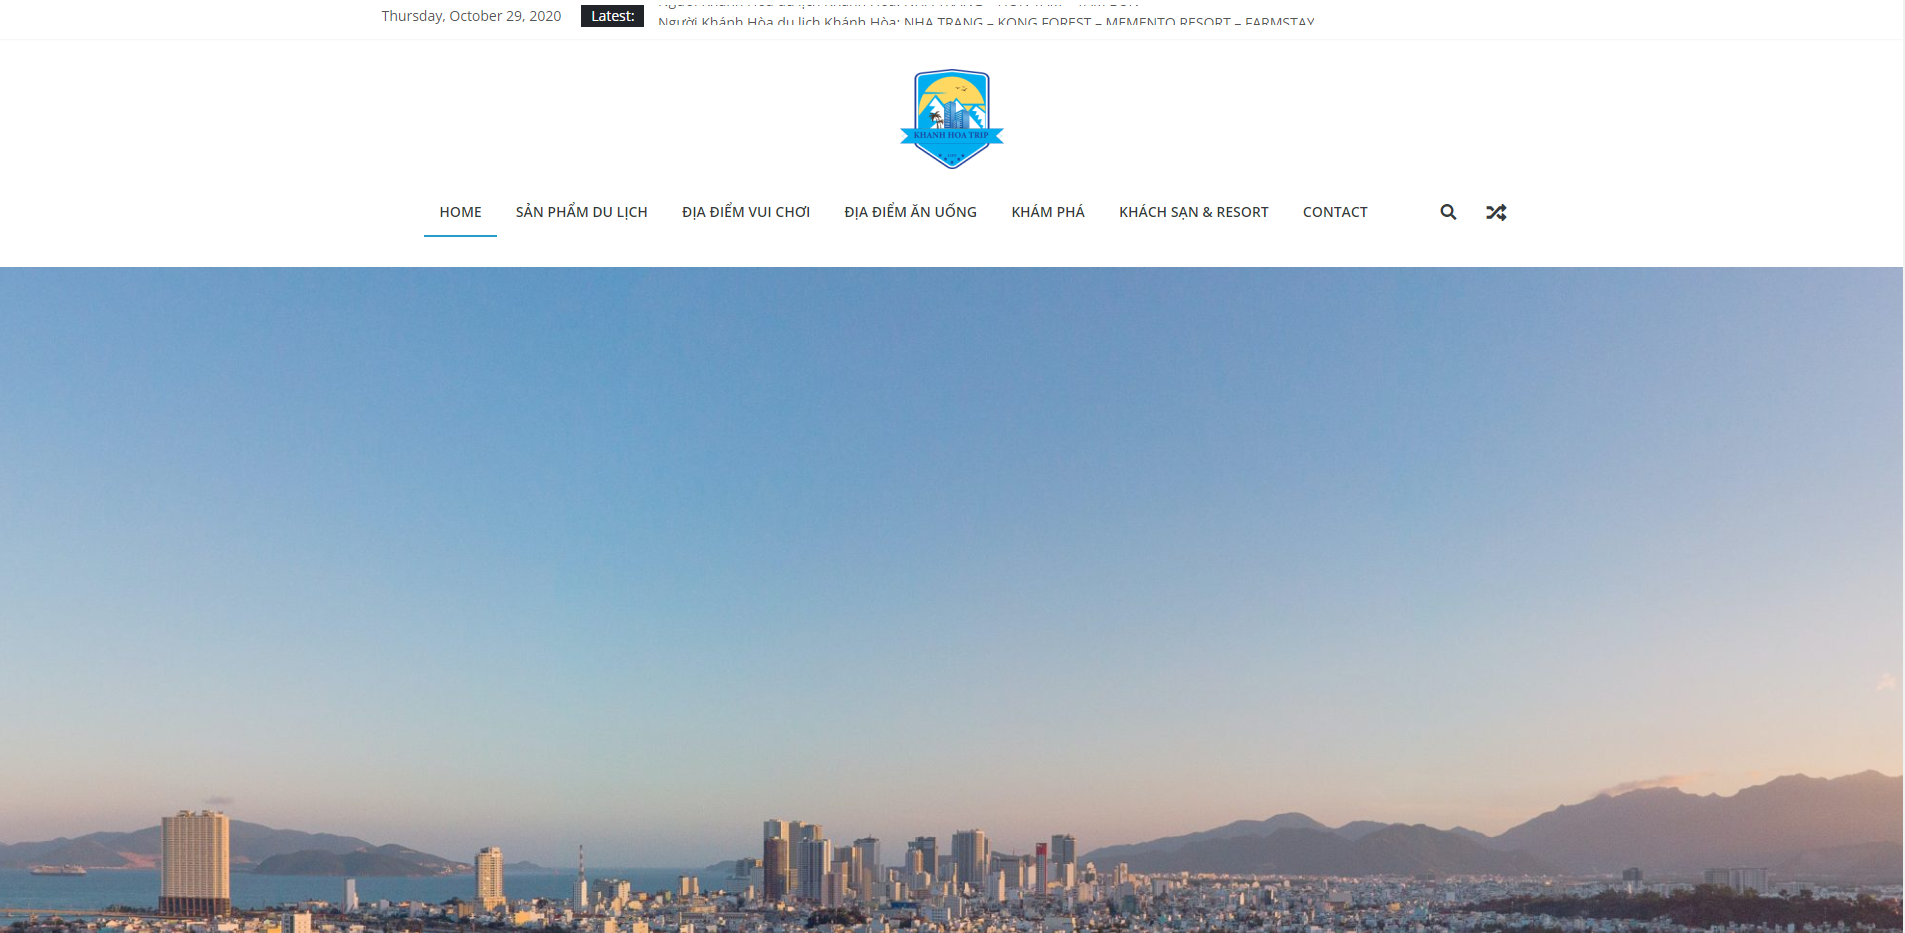 Thursday, October 29, 2020
Latest:
Người Khánh Hòa du lịch Khánh Hòa: NHA TRANG – KONG FOREST – MEMENTO RESORT – FARMSTAY
KHANH HOA TRIP
HOME
SẢN PHẨM DU LỊCH
ĐỊA ĐIỂM VUI CHƠI
ĐỊA ĐIỂM ĂN UỐNG
KHÁM PHÁ
KHÁCH SẠN & RESORT
CONTACT